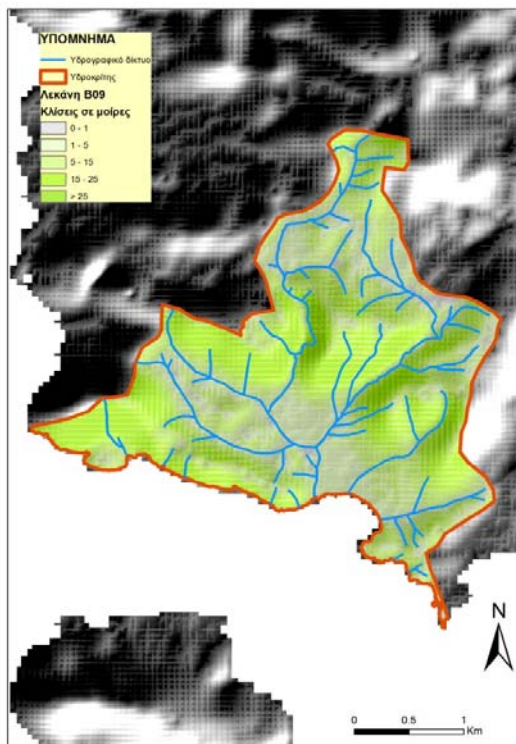 ΥΠΟΜΝΗΜΑ
Υδρογραφικό δίκτυο
Υδροκρίτης
Λεκάνη Β09
Κλίσεις σε μοίρες
0 - 1
1 - 5
5 - 15
15 - 25
> 25
N
0 0.5 1
Km